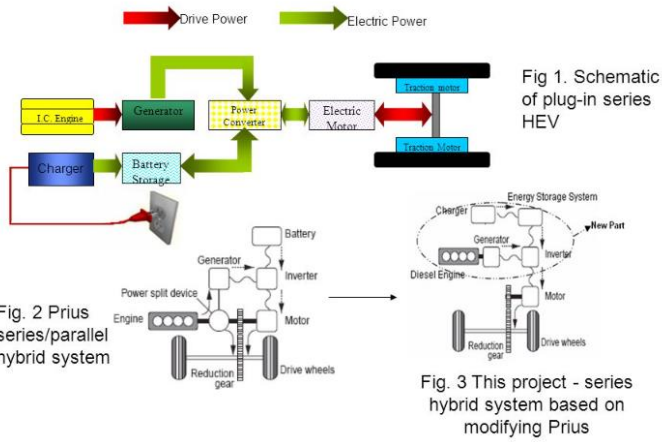 Drive Power
Electric Power
I.C. Engine
Generator
Power
Converter
Electric
Motor
Traction motor
Traction Motor
Charger
Battery
Storage
Fig 1. Schematic
of plug-in series
HEV
Battery
Generator
Inverter
Power split device
Engine
Motor
Reduction
gear
Drive wheels
Fig. 2 Prius
series/parallel
hybrid system
Energy Storage System
Charger
New Part
Generator
Inverter
Diesel Engine
Motor
Reduction
gear
Drive wheels
Fig. 3 This project - series
hybrid system based on
modifying Prius